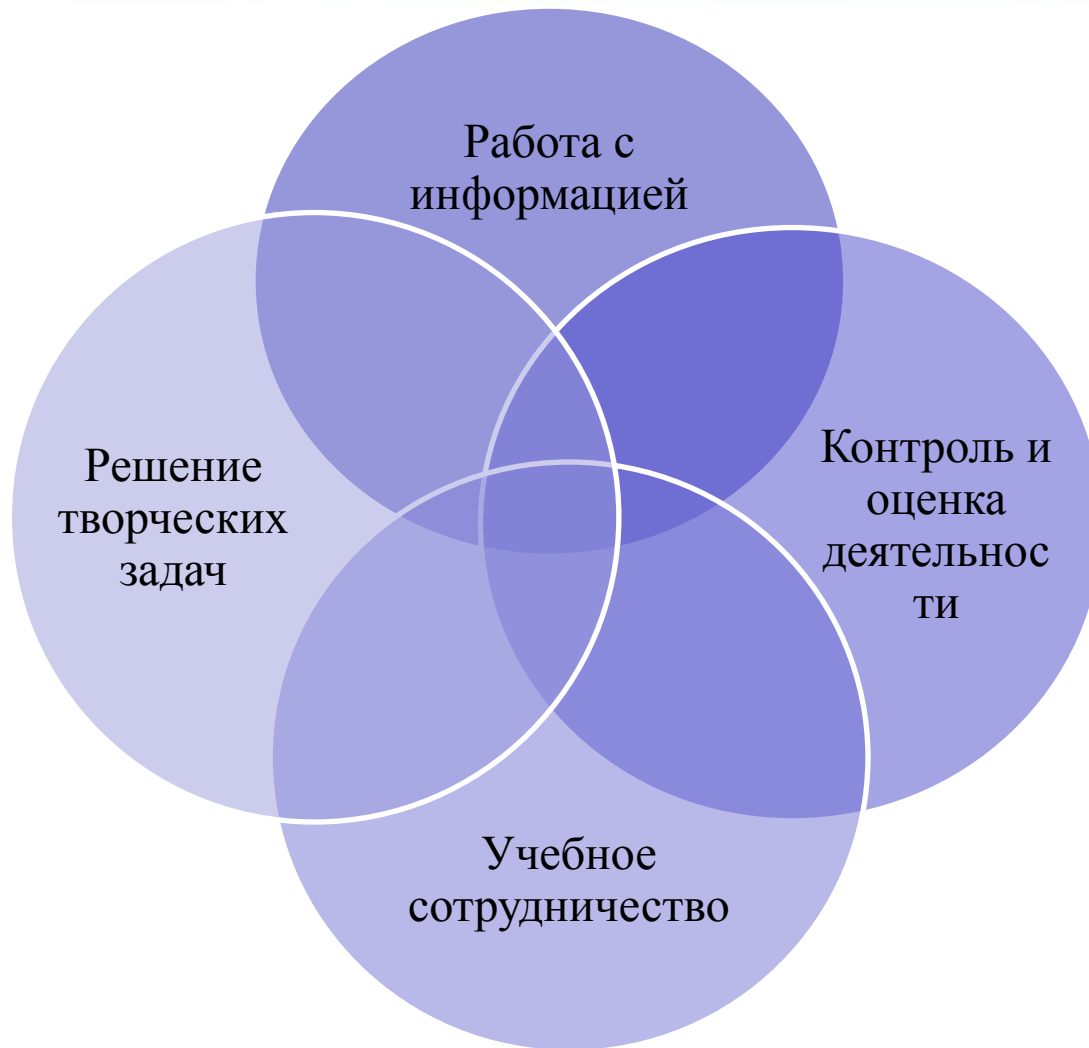 Работа с
информацией
Решение
творческих
задач
Контроль и
оценка
деятельнос
ти
Учебное
сотрудничество